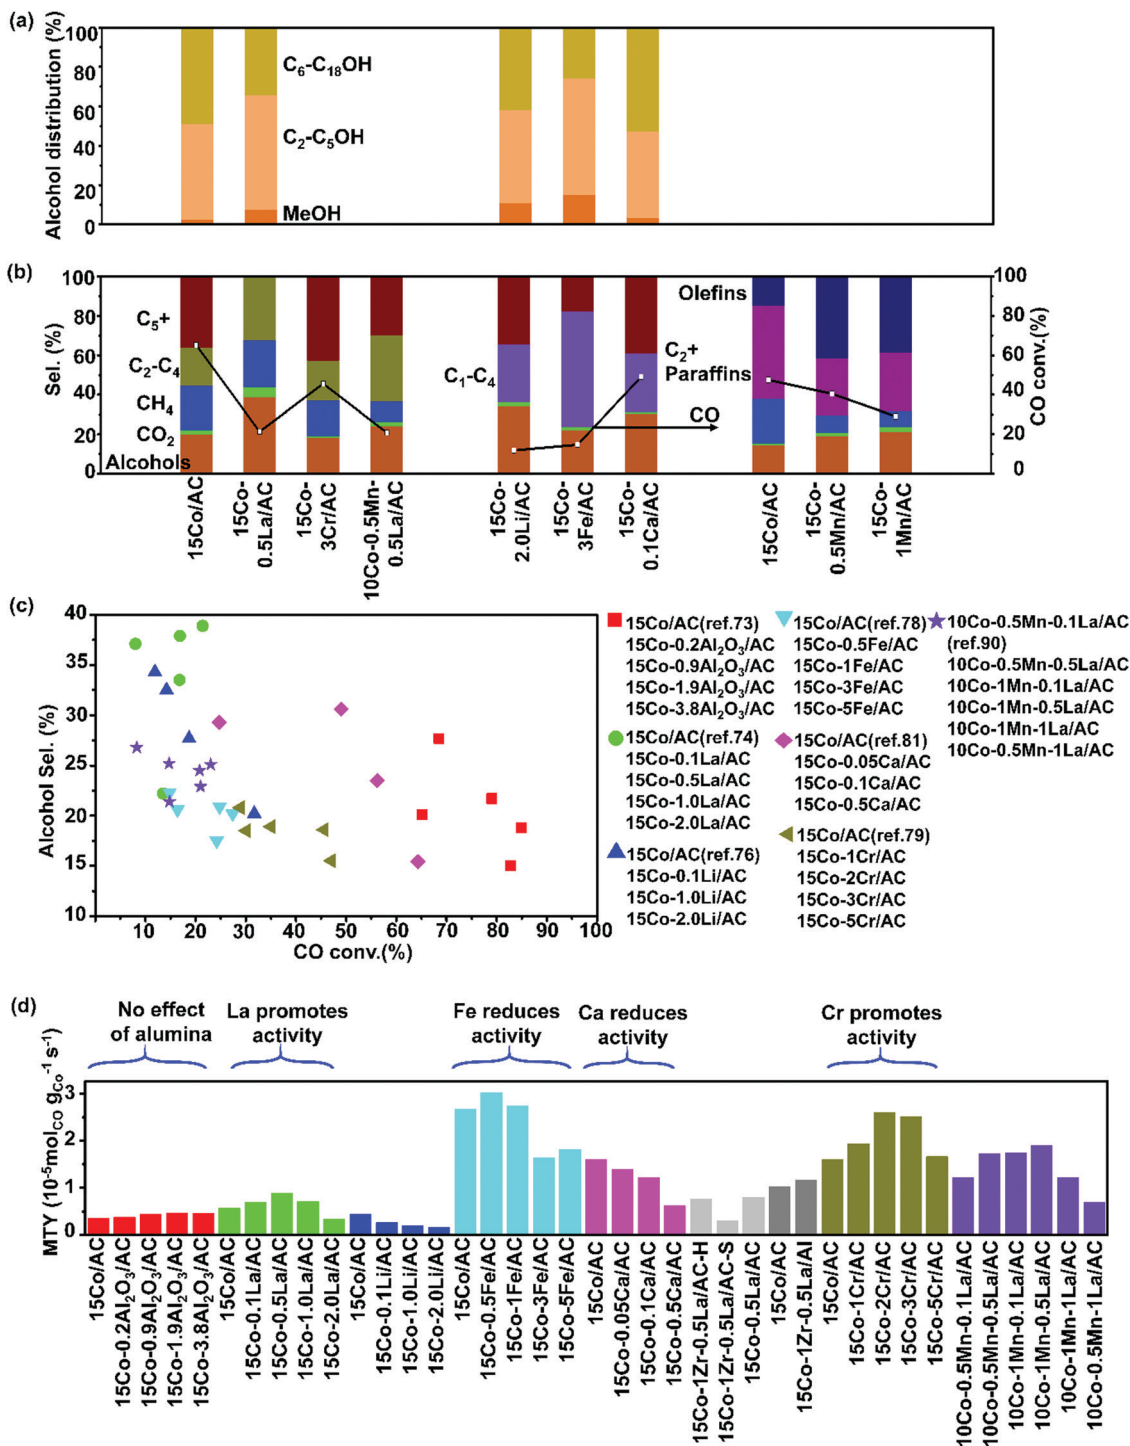 (a)
Alcohol distribution (%)
100
80
60
40
20
0
C₆–C₁₈OH
C₂–C₅OH
MeOH
(b)
Sel. (%)
100
80
60
40
20
0
C₅+
C₂–C₄
CH₄
CO₂
Alcohols
C₁–C₄
Olefins
C₂+
Paraffins
CO
100
80
60
40
20
0
CO conv.(%)
15Co/AC
15Co-
0.5La/AC
15Co-
3Cr/AC
10Co-0.5Mn-
0.5La/AC
15Co-
2.0Li/AC
15Co-
3Fe/AC
15Co-
0.1Ca/AC
15Co/AC
15Co-
0.5Mn/AC
15Co-
1Mn/AC
(c)
Alcohol Sel. (%)
40
35
30
25
20
15
10
10 20 30 40 50 60 70 80 90 100
CO conv.(%)
15Co/AC(ref.73)
15Co-0.2Al₂O₃/AC
15Co-0.9Al₂O₃/AC
15Co-1.9Al₂O₃/AC
15Co-3.8Al₂O₃/AC
15Co/AC(ref.74)
15Co-0.1La/AC
15Co-0.5La/AC
15Co-1.0La/AC
15Co-2.0La/AC
15Co/AC(ref.76)
15Co-0.1Li/AC
15Co-1.0Li/AC
15Co-2.0Li/AC
15Co/AC(ref.78)
15Co-0.5Fe/AC
15Co-1Fe/AC
15Co-3Fe/AC
15Co-5Fe/AC
15Co/AC(ref.81)
15Co-0.05Ca/AC
15Co-0.1Ca/AC
15Co-0.5Ca/AC
15Co/AC(ref.79)
15Co-1Cr/AC
15Co-2Cr/AC
15Co-3Cr/AC
15Co-5Cr/AC
10Co-0.5Mn-0.1La/AC
(ref.90)
10Co-0.5Mn-0.5La/AC
10Co-1Mn-0.1La/AC
10Co-1Mn-0.5La/AC
10Co-1Mn-1La/AC
10Co-0.5Mn-1La/AC
(d)
No effect
of alumina
La promotes
activity
Fe reduces
activity
Ca reduces
activity
Cr promotes
activity
MTY (10⁻⁵mol_CO g_Co⁻¹ s⁻¹)
3
2
1
0
15Co/AC
15Co-0.2Al₂O₃/AC
15Co-0.9Al₂O₃/AC
15Co-1.9Al₂O₃/AC
15Co-3.8Al₂O₃/AC
15Co/AC
15Co-0.1La/AC
15Co-0.5La/AC
15Co-1.0La/AC
15Co-2.0La/AC
15Co/AC
15Co-0.1Li/AC
15Co-1.0Li/AC
15Co-2.0Li/AC
15Co/AC
15Co-0.5Fe/AC
15Co-1Fe/AC
15Co-3Fe/AC
15Co-5Fe/AC
15Co/AC
15Co-0.05Ca/AC
15Co-0.1Ca/AC
15Co-0.5Ca/AC
15Co-1Zr-0.5La/AC-H
15Co-1Zr-0.5La/AC-S
15Co-0.5La/AC
15Co/AC
15Co-1Zr-0.5La/Al
15Co/AC
15Co-1Cr/AC
15Co-2Cr/AC
15Co-3Cr/AC
15Co-5Cr/AC
10Co-0.5Mn-0.1La/AC
10Co-0.5Mn-0.5La/AC
10Co-1Mn-0.1La/AC
10Co-1Mn-0.5La/AC
10Co-1Mn-1La/AC
10Co-0.5Mn-1La/AC